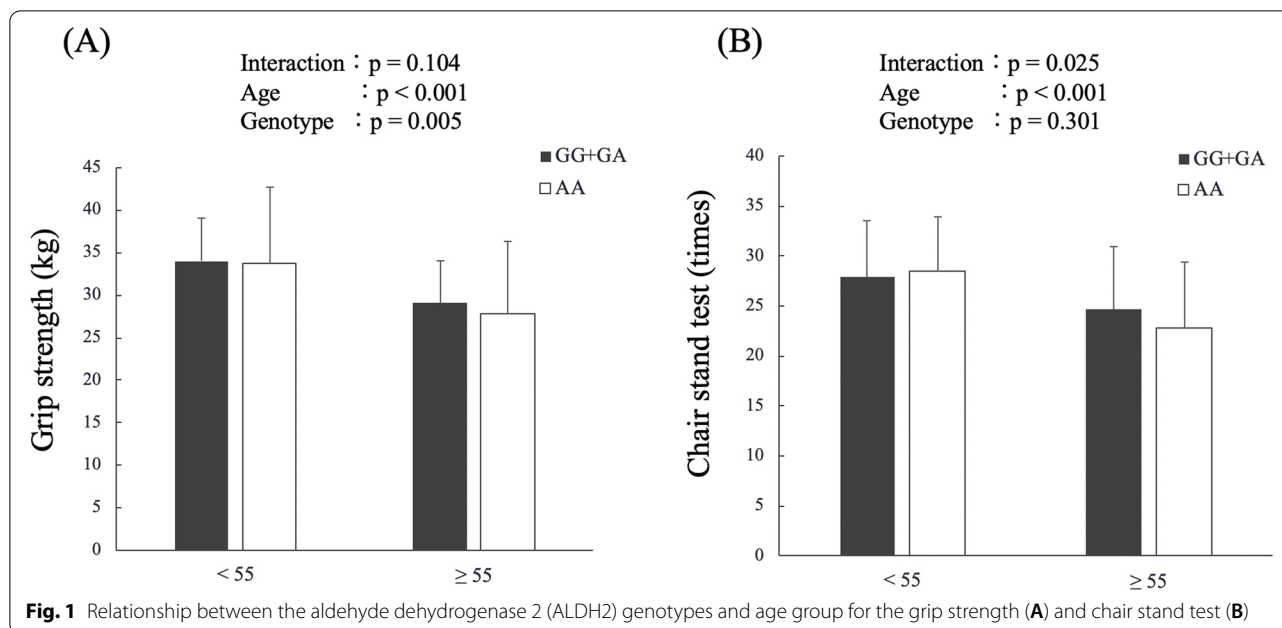 (A)
Interaction：p = 0.104
Age：p < 0.001
Genotype：p = 0.005
GG+GA
AA
Grip strength (kg)
45
40
35
30
25
20
15
10
5
0
< 55
≥ 55
(B)
Interaction：p = 0.025
Age：p < 0.001
Genotype：p = 0.301
GG+GA
AA
Chair stand test (times)
40
35
30
25
20
15
10
5
0
< 55
≥ 55
Fig. 1 Relationship between the aldehyde dehydrogenase 2 (ALDH2) genotypes and age group for the grip strength (A) and chair stand test (B)